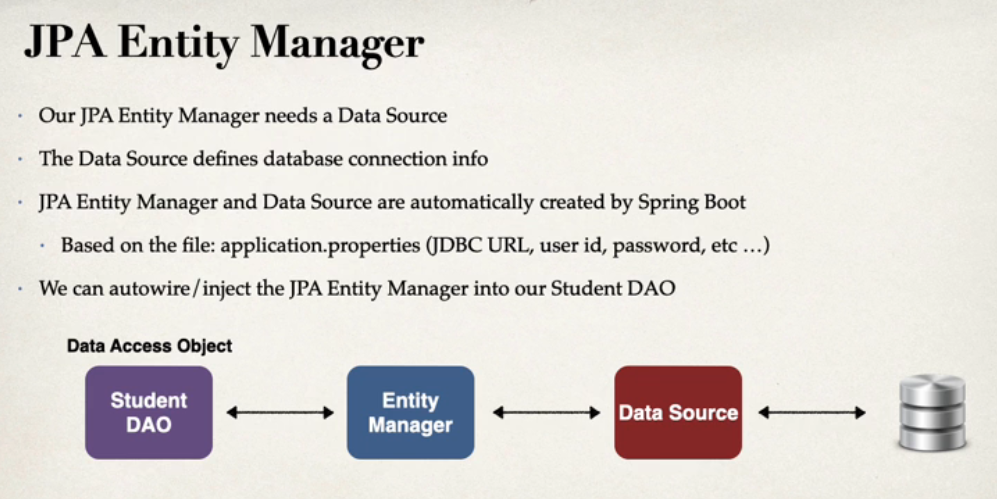 JPA Entity Manager
· Our JPA Entity Manager needs a Data Source
· The Data Source defines database connection info
· JPA Entity Manager and Data Source are automatically created by Spring Boot
· Based on the file: application.properties (JDBC URL, user id, password, etc …)
· We can autowire/inject the JPA Entity Manager into our Student DAO
Data Access Object
Student
DAO
Entity
Manager
Data Source